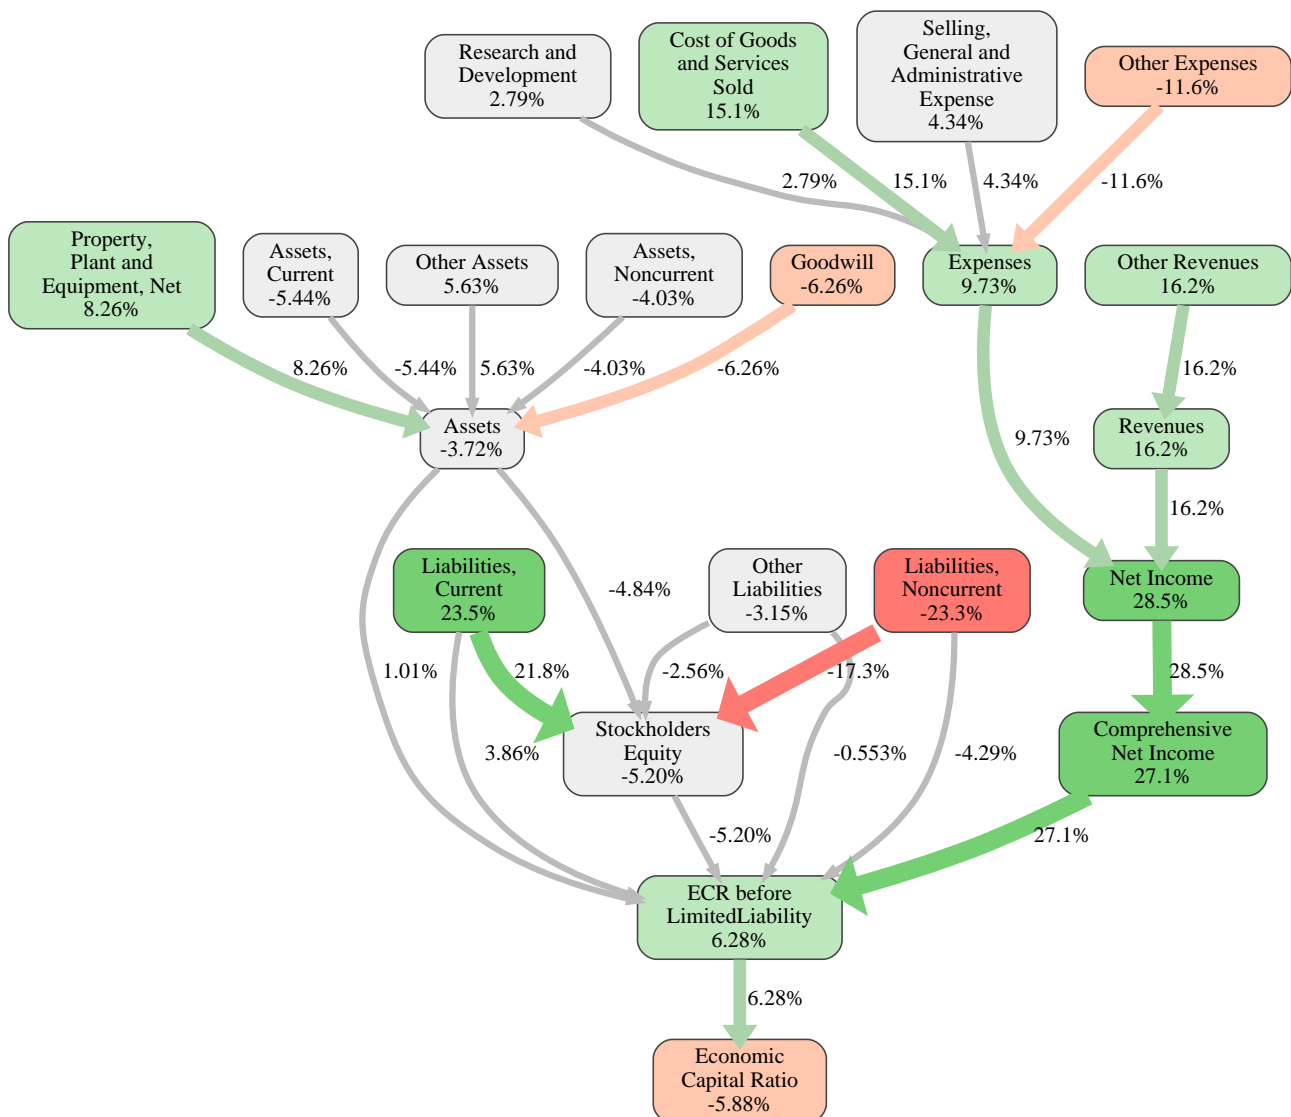 Research and
Development
2.79%
Cost of Goods
and Services
Sold
15.1%
Selling,
General and
Administrative
Expense
4.34%
Other Expenses
-11.6%
2.79%
15.1%
4.34%
-11.6%
Property,
Plant and
Equipment, Net
8.26%
Assets,
Current
-5.44%
Other Assets
5.63%
Assets,
Noncurrent
-4.03%
Goodwill
-6.26%
Expenses
9.73%
Other Revenues
16.2%
8.26%
-5.44%
5.63%
-4.03%
-6.26%
16.2%
Assets
-3.72%
9.73%
Revenues
16.2%
16.2%
Liabilities,
Current
23.5%
-4.84%
Other
Liabilities
-3.15%
Liabilities,
Noncurrent
-23.3%
Net Income
28.5%
1.01%
21.8%
-2.56%
-17.3%
28.5%
3.86%
Stockholders
Equity
-5.20%
-0.553%
-4.29%
Comprehensive
Net Income
27.1%
-5.20%
27.1%
ECR before
LimitedLiability
6.28%
6.28%
Economic
Capital Ratio
-5.88%